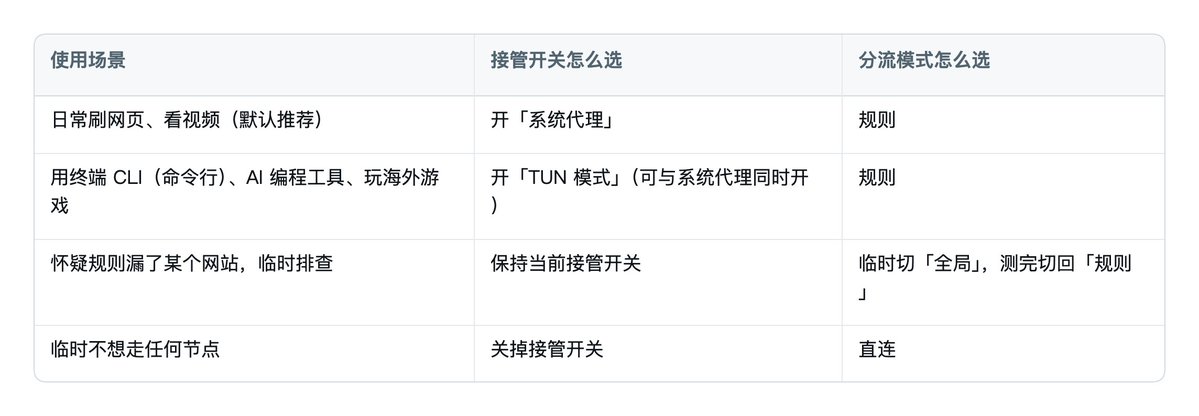 使用场景
接管开关怎么选
分流模式怎么选
日常刷网页、看视频（默认推荐）
开「系统代理」
规则
用终端 CLI（命令行）、AI 编程工具、玩海外游
戏
开「TUN 模式」（可与系统代理同时开
）
规则
怀疑规则漏了某个网站，临时排查
保持当前接管开关
临时切「全局」，测完切回「规则
」
临时不想走任何节点
关掉接管开关
直连